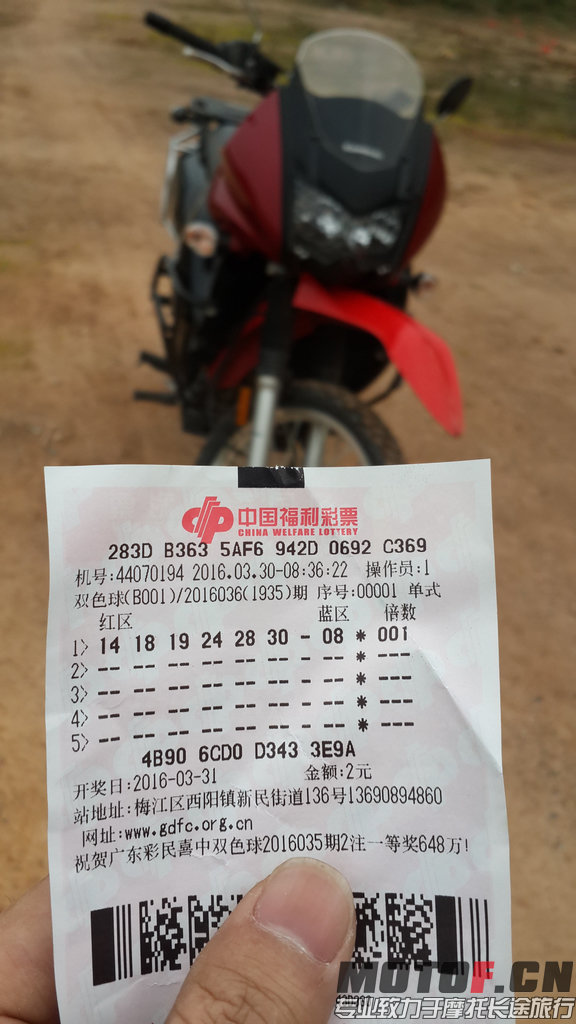 中国福利彩票
CHINA WELFARE LOTTERY
283D B363 5AF6 942D 0692 C369
机号:44070194 2016.03.30-08:36:22 操作员:1
双色球(B001)/2016036(1935)期 序号:00001 单式
红区 蓝区 倍数
1> 14 18 19 24 28 30 - 08 * 001
2> -- -- -- -- -- -- - -- * ---
3> -- -- -- -- -- -- - -- * ---
4> -- -- -- -- -- -- - -- * ---
5> -- -- -- -- -- -- - -- * ---
4B90 6CD0 D343 3E9A
开奖日:2016-03-31 金额:2元
站地址:梅江区西阳镇新民街道136号13690894860
网址:www.gdfc.org.cn
祝贺广东彩民喜中双色球2016035期2注一等奖648万!
MOTOF.CN
专业致力于摩托长途旅行